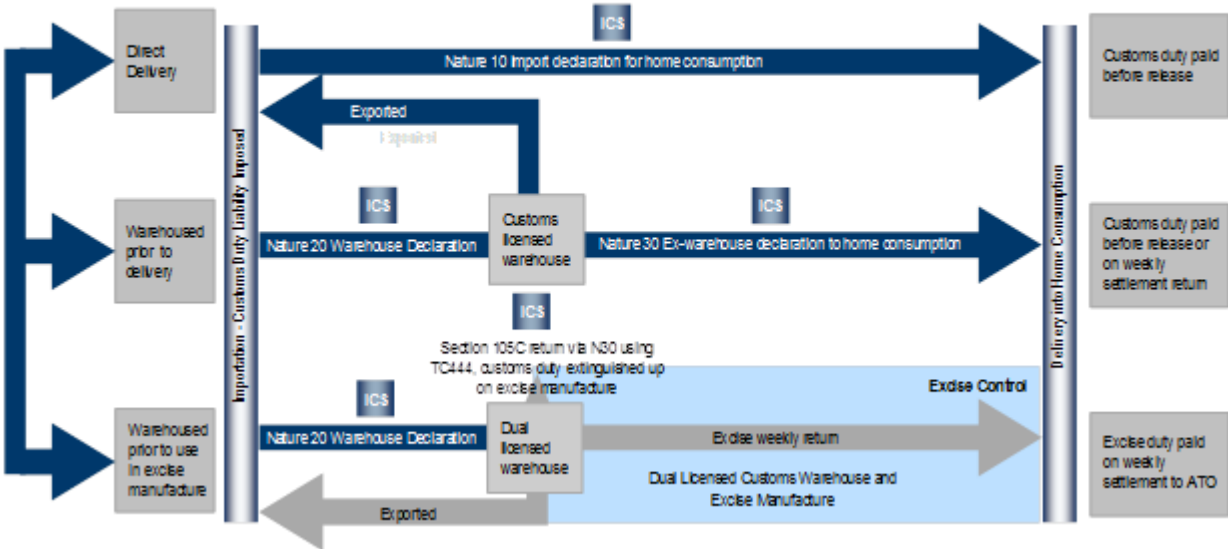 ICS
Direct
Delivery
Nature 10 Import declaration for home consumption
Customs duty paid
before release
Exported
Exported
Importation - Customs Duty Liability Imposed
Delivery into Home Consumption
ICS
ICS
Warehoused
prior to
delivery
Nature 20 Warehouse Declaration
Customs
licensed
warehouse
Nature 30 Ex-warehouse declaration to home consumption
Customs duty paid
before release or
on weekly
settlement return
ICS
Section 105C return via N30 using
TC444, customs duty extinguished up
on excise manufacture
Excise Control
ICS
Warehoused
prior to use
in excise
manufacture
Nature 20 Warehouse Declaration
Dual
licensed
warehouse
Excise weekly return
Excise duty paid
on weekly
settlement to ATO
Dual Licensed Customs Warehouse and
Excise Manufacture
Exported